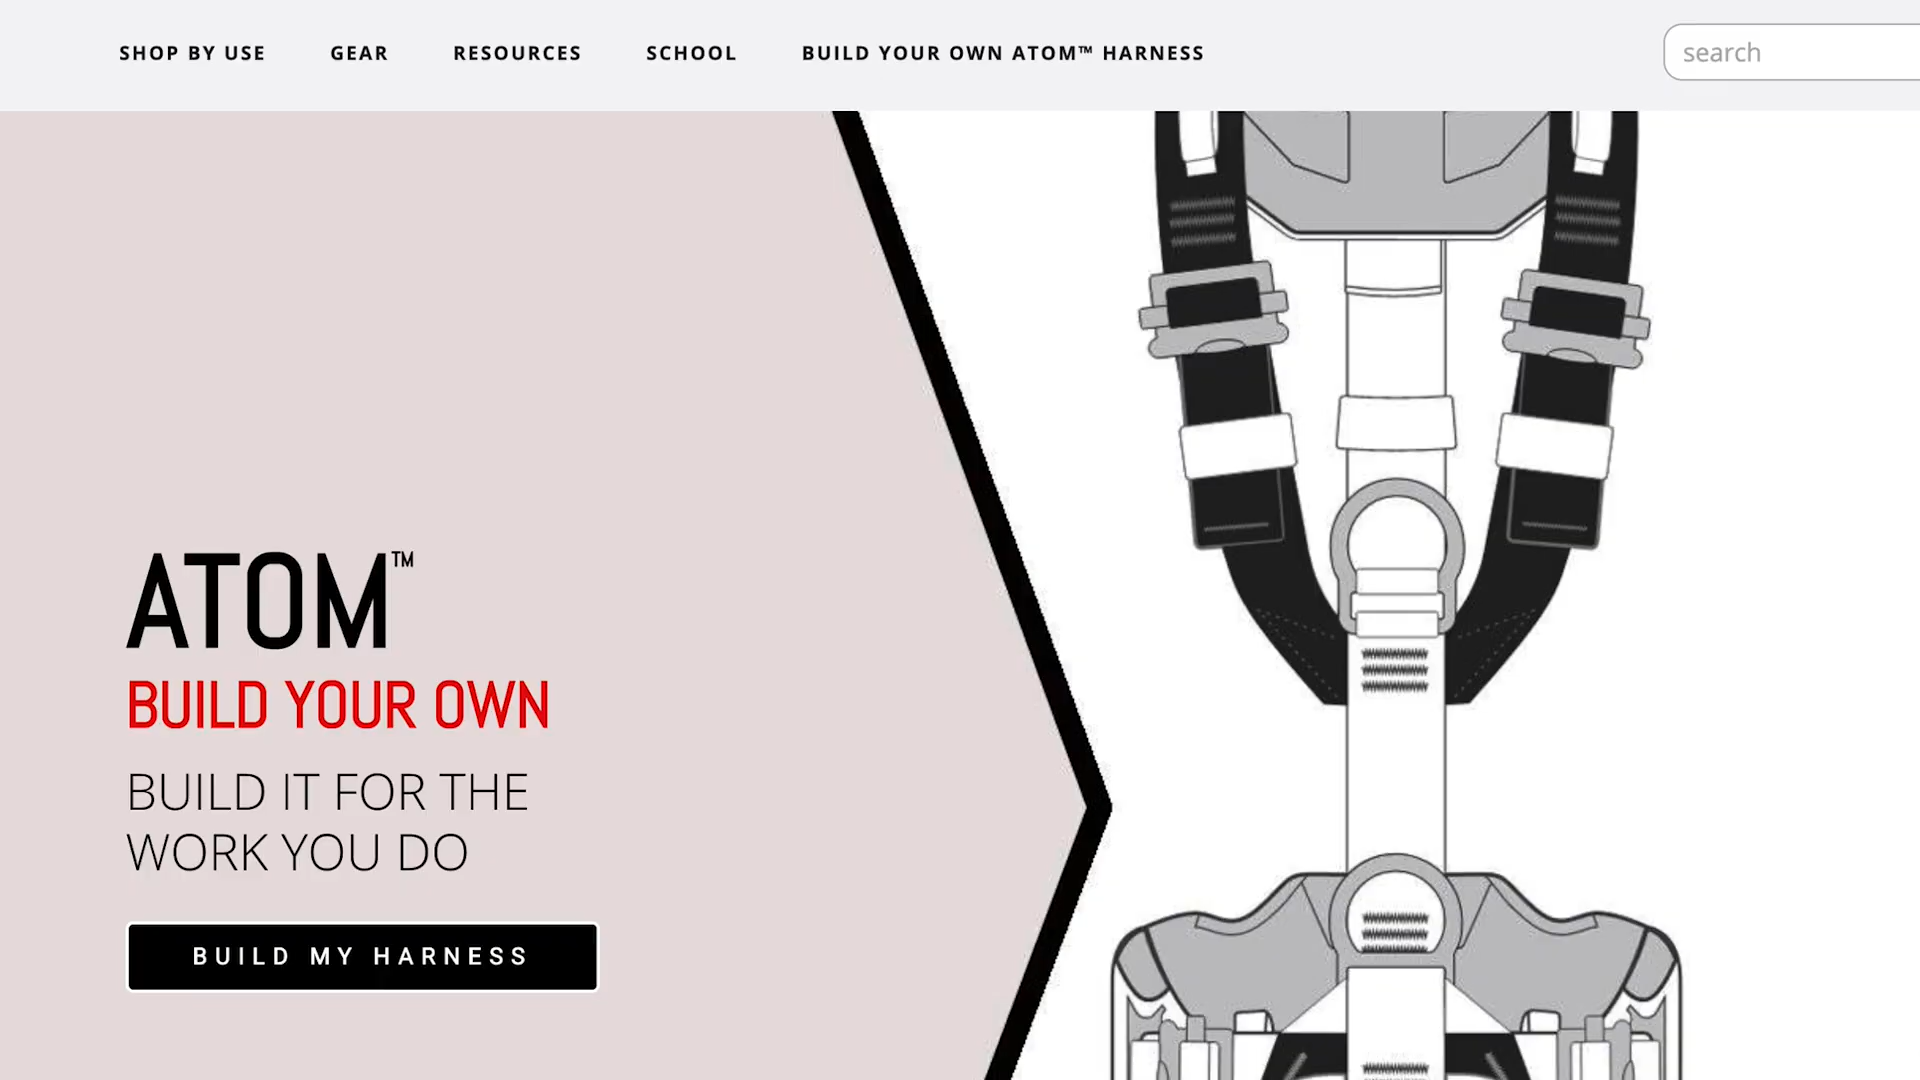 SHOP BY USE
GEAR
RESOURCES
SCHOOL
BUILD YOUR OWN ATOM™ HARNESS
search
ATOM™
BUILD YOUR OWN
BUILD IT FOR THE
WORK YOU DO
BUILD MY HARNESS